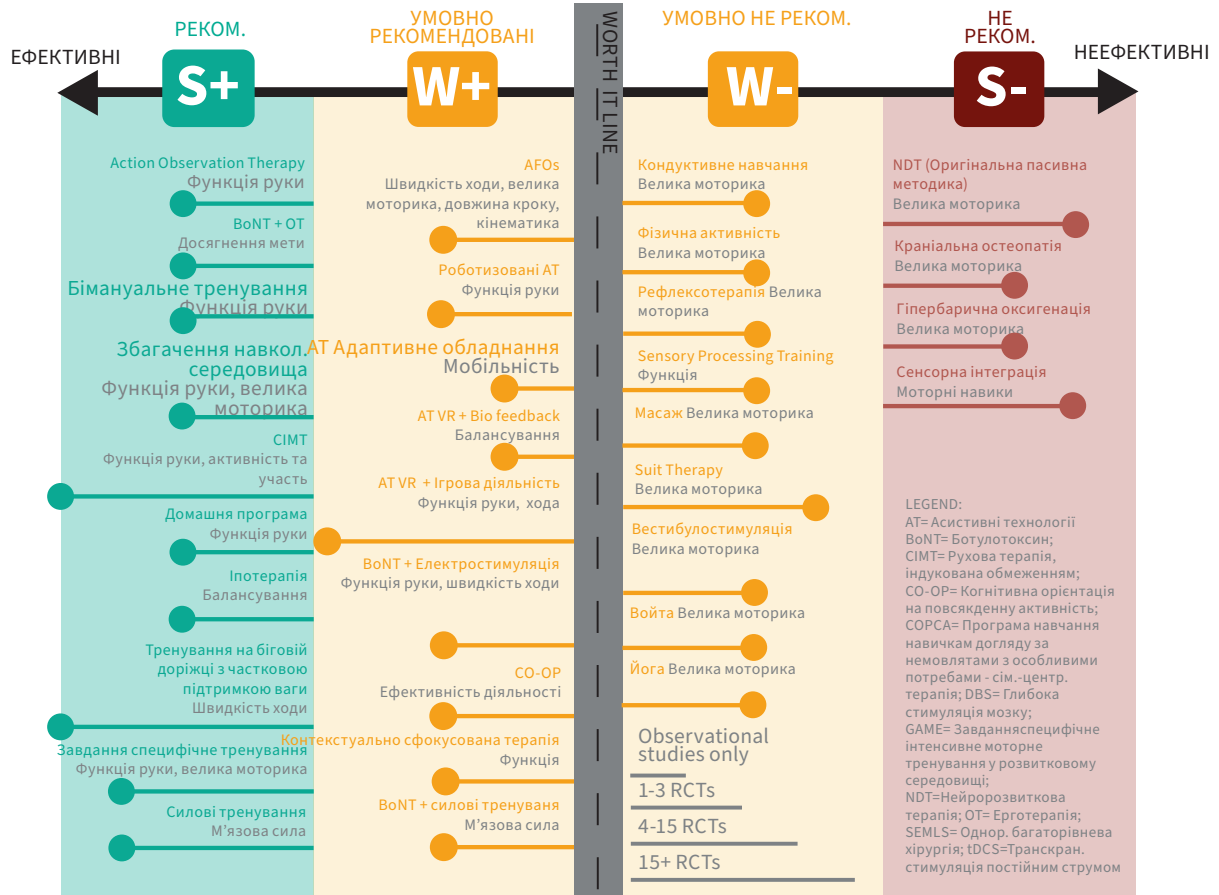 ЕФЕКТИВНІ
РЕКОМ.
S+
УМОВНО
РЕКОМЕНДОВАНІ
W+
WORTH IT LINE
УМОВНО НЕ РЕКОМ.
W-
НЕ
РЕКОМ.
S-
НЕЕФЕКТИВНІ
Action Observation Therapy
Функція руки
BoNT + OT
Досягнення мети
Бімануальне тренування
Функція руки
Збагачення навкол.
середовища
Функція руки, велика
моторика
CIMT
Функція руки, активність та
участь
Домашня програма
Функція руки
Іпотерапія
Балансування
Тренування на біговій
доріжці з частковою
підтримкою ваги
Швидкість ходи
Завдання специфічне тренування
Функція руки, велика моторика
Силові тренування
М’язова сила
AFOs
Швидкість ходи, велика
моторика, довжина кроку,
кінематика
Роботизовані АТ
Функція руки
АТ Адаптивне обладнання
Мобільність
AT VR + Bio feedback
Балансування
AT VR + Ігрова діяльність
Функція руки, хода
BoNT + Електростимуляція
Функція руки, швидкість ходи
CO-OP
Ефективність діяльності
Контекстуально сфокусована терапія
Функція
BoNT + силові тренуваня
М’язова сила
Кондуктивне навчання
Велика моторика
Фізична активність
Велика моторика
Рефлексотерапія Велика
моторика
Sensory Processing Training
Функція
Масаж Велика моторика
Suit Therapy
Велика моторика
Вестибулостимуляція
Велика моторика
Войта Велика моторика
Йога Велика моторика
Observational
studies only
1-3 RCTs
4-15 RCTs
15+ RCTs
NDT (Оригінальна пасивна
методика)
Велика моторика
Краніальна остеопатія
Велика моторика
Гіпербарична оксигенація
Велика моторика
Сенсорна інтеграція
Моторні навики
LEGEND:
AT= Асистивні технології
BoNT= Ботулотоксин;
CIMT= Рухова терапія,
індукована обмеженням;
CO-OP= Когнітивна орієнтація
на повсякденну активність;
COPCA= Програма навчання
навичкам догляду за
немовлятами з особливими
потребами - сім.-центр.
терапія; DBS= Глибока
стимуляція мозку;
GAME= Завданняспецифічне
інтенсивне моторне
тренування у розвитковому
середовищі;
NDT=Нейророзвиткова
терапія; OT= Ерготерапія;
SEMLS= Однор. багаторівнева
хірургія; tDCS=Транскран.
стимуляція постійним струмом